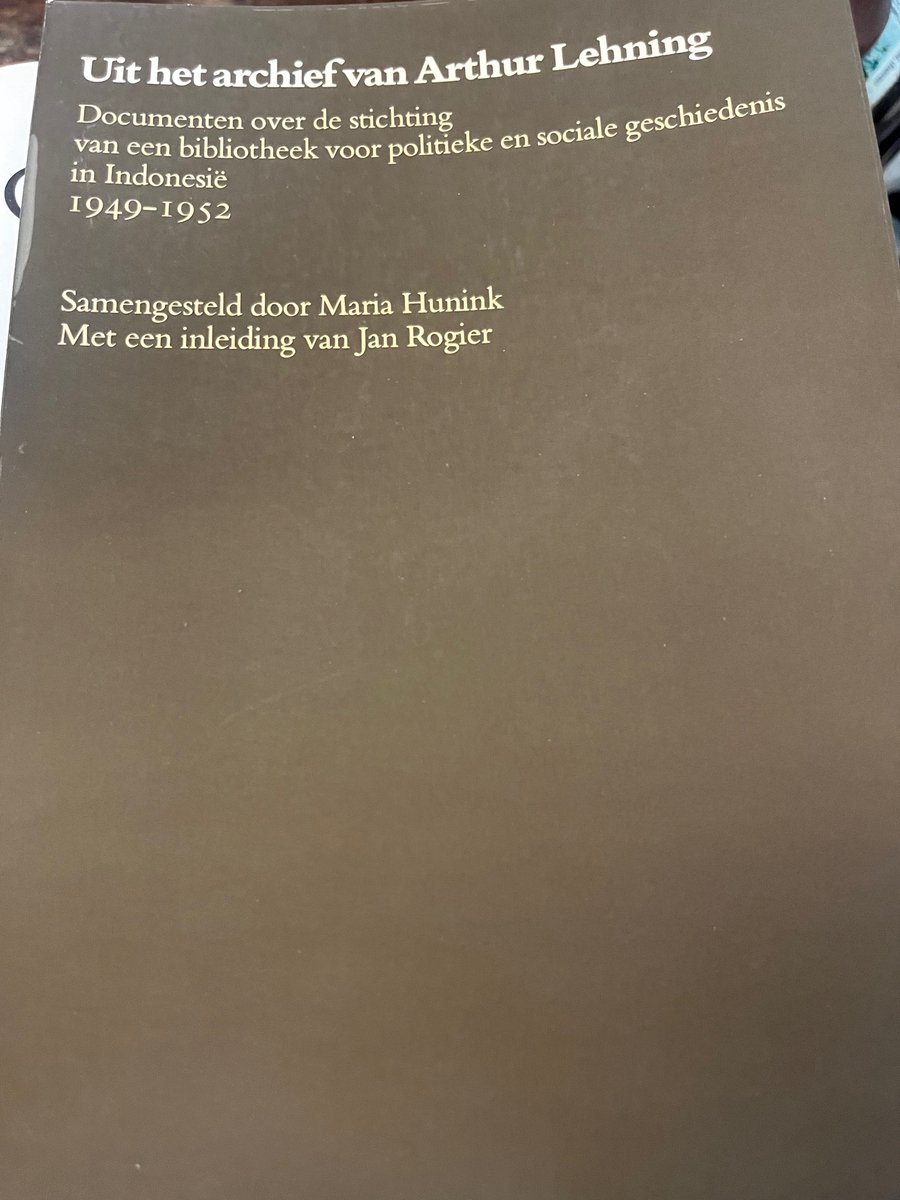 Uit het archief van Arthur Lehning
Documenten over de stichting
van een bibliotheek voor politieke en sociale geschiedenis
in Indonesië
1949–1952
Samengesteld door Maria Hunink
Met een inleiding van Jan Rogier